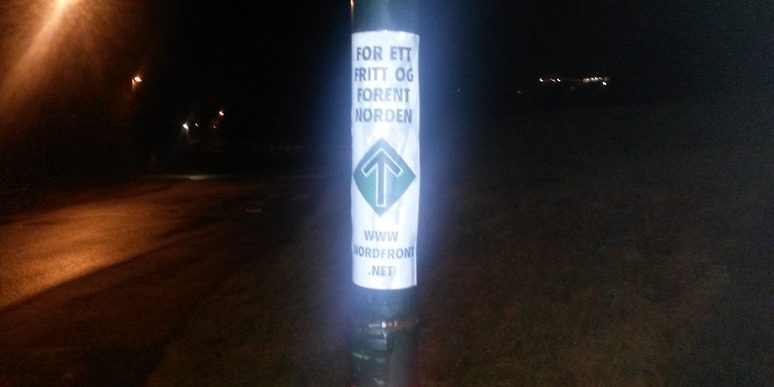 FOR ETT
FRITT OG
FORENT
NORDEN
WWW
.NORDFRONT
.NET